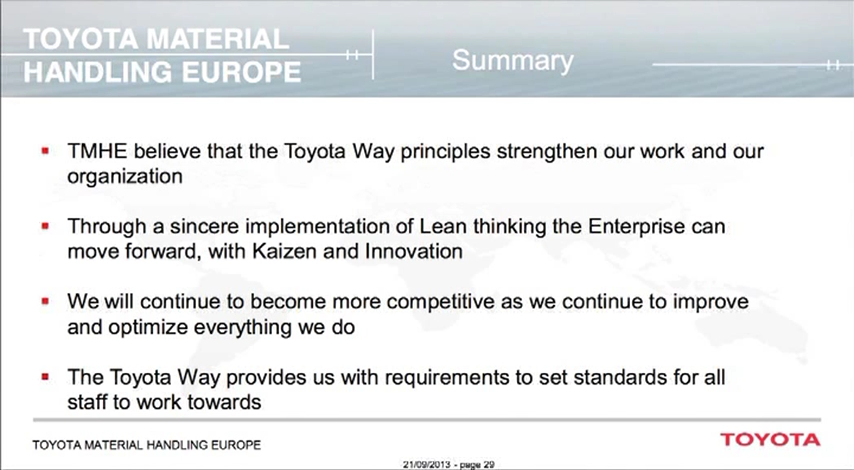 TOYOTA MATERIAL
HANDLING EUROPE
Summary
TMHE believe that the Toyota Way principles strengthen our work and our
organization
Through a sincere implementation of Lean thinking the Enterprise can
move forward, with Kaizen and Innovation
We will continue to become more competitive as we continue to improve
and optimize everything we do
The Toyota Way provides us with requirements to set standards for all
staff to work towards
TOYOTA MATERIAL HANDLING EUROPE
TOYOTA
21/09/2013 - page 29